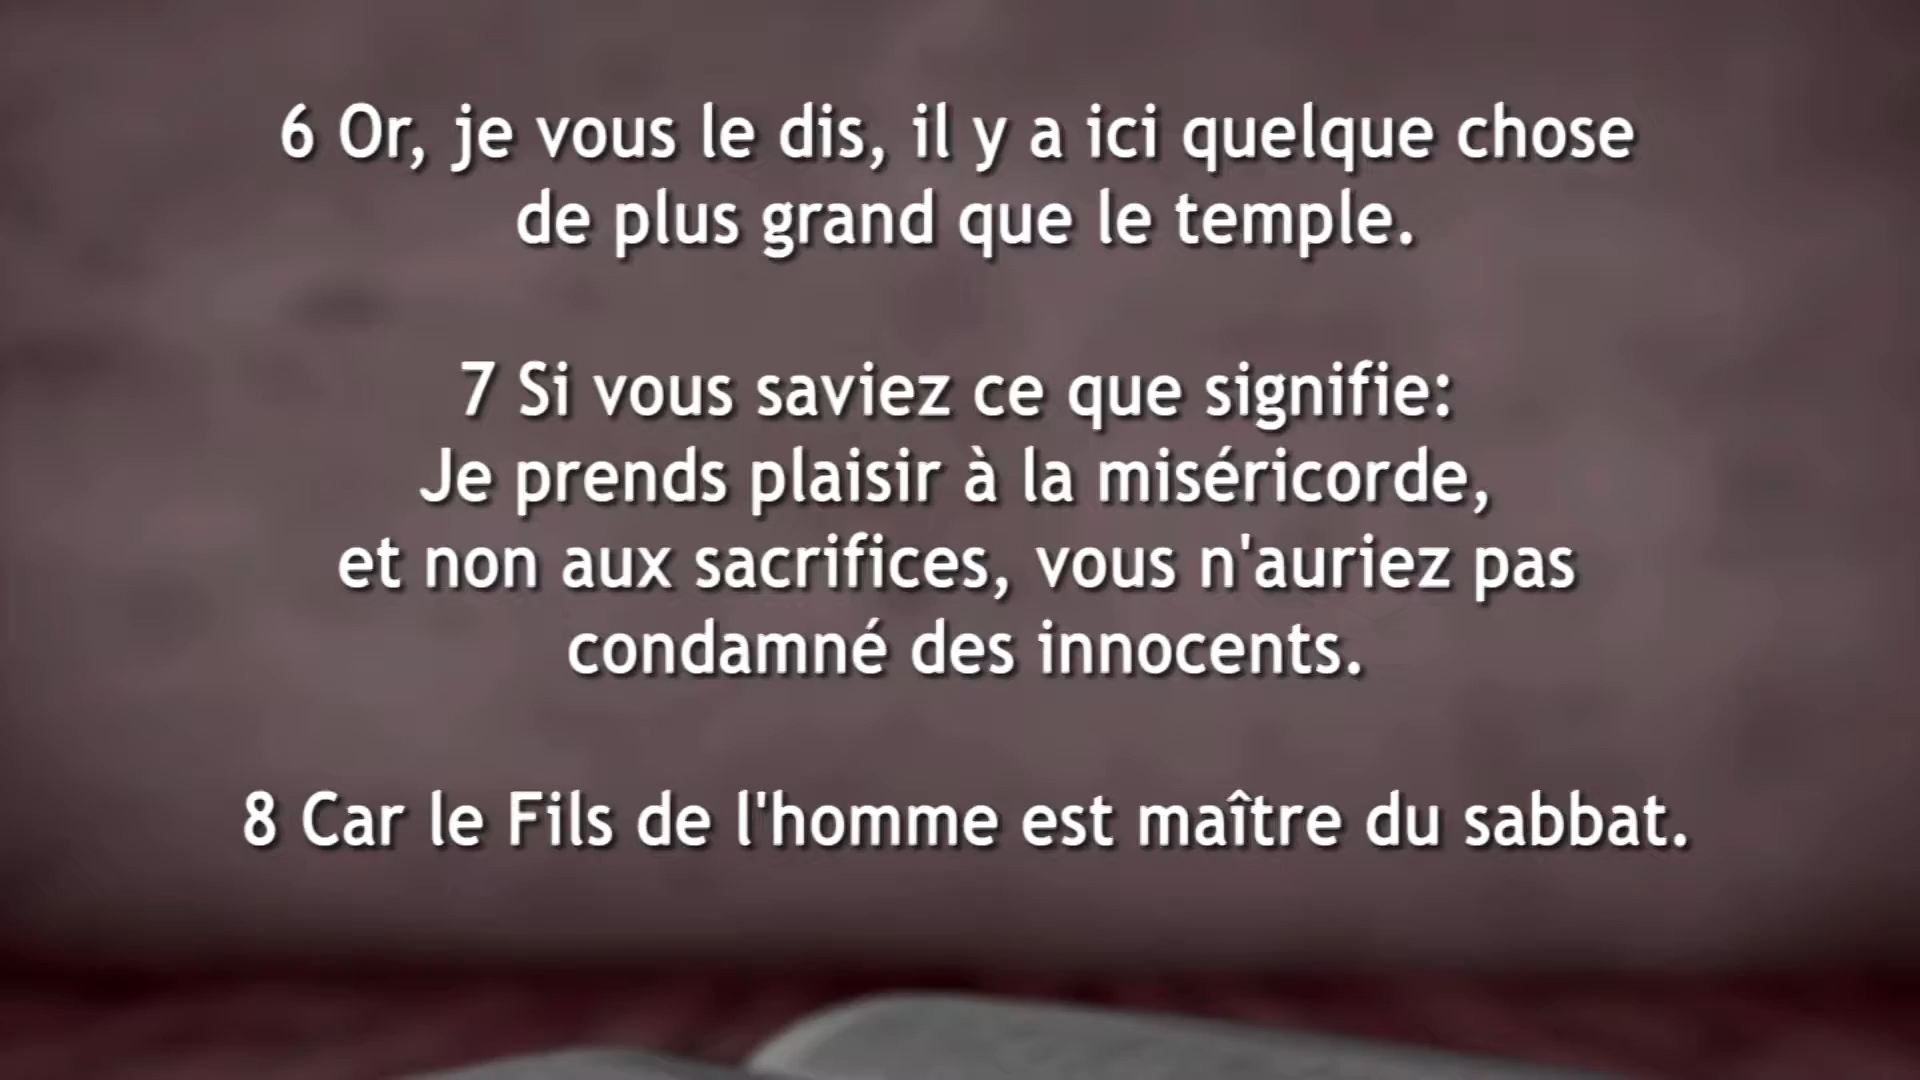 6 Or, je vous le dis, il y a ici quelque chose
de plus grand que le temple.
7 Si vous saviez ce que signifie:
Je prends plaisir à la miséricorde,
et non aux sacrifices, vous n'auriez pas
condamné des innocents.
8 Car le Fils de l'homme est maître du sabbat.